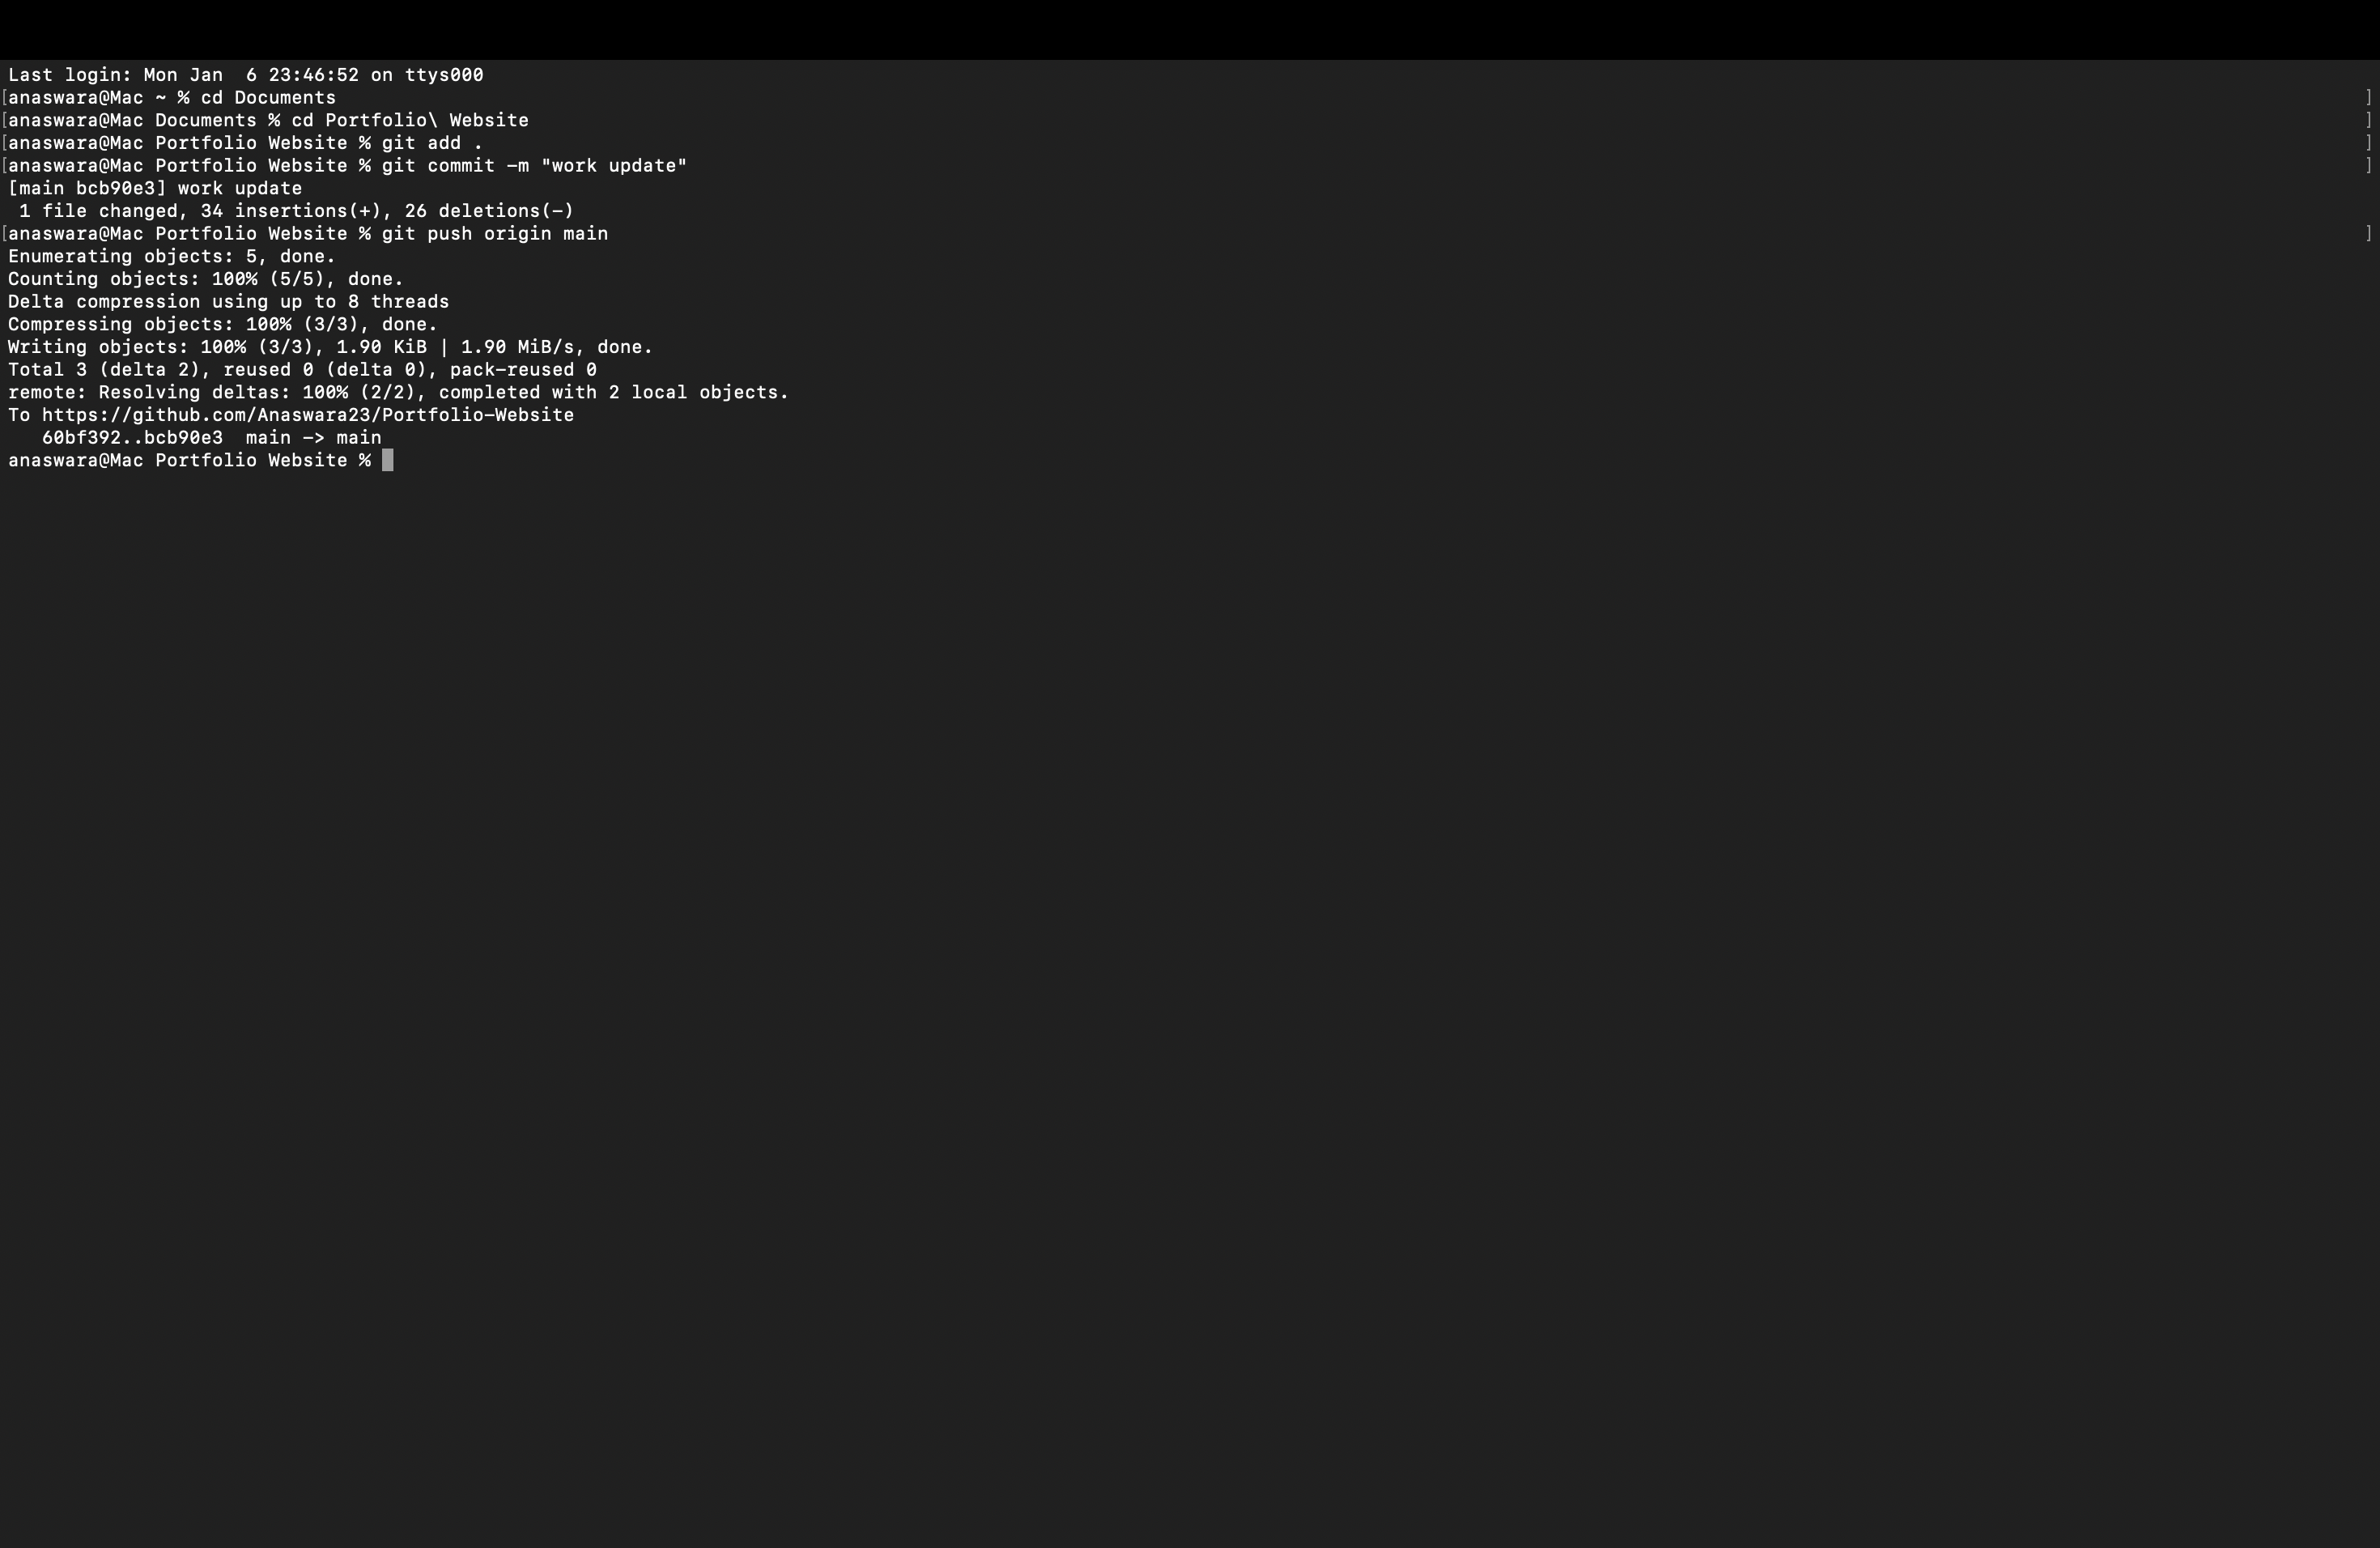 Last login: Mon Jan  6 23:46:52 on ttys000
[anaswara@Mac ~ % cd Documents ]
[anaswara@Mac Documents % cd Portfolio\ Website ]
[anaswara@Mac Portfolio Website % git add . ]
[anaswara@Mac Portfolio Website % git commit -m "work update" ]
[main bcb90e3] work update
 1 file changed, 34 insertions(+), 26 deletions(-)
[anaswara@Mac Portfolio Website % git push origin main ]
Enumerating objects: 5, done.
Counting objects: 100% (5/5), done.
Delta compression using up to 8 threads
Compressing objects: 100% (3/3), done.
Writing objects: 100% (3/3), 1.90 KiB | 1.90 MiB/s, done.
Total 3 (delta 2), reused 0 (delta 0), pack-reused 0
remote: Resolving deltas: 100% (2/2), completed with 2 local objects.
To https://github.com/Anaswara23/Portfolio-Website
   60bf392..bcb90e3  main -> main
anaswara@Mac Portfolio Website %